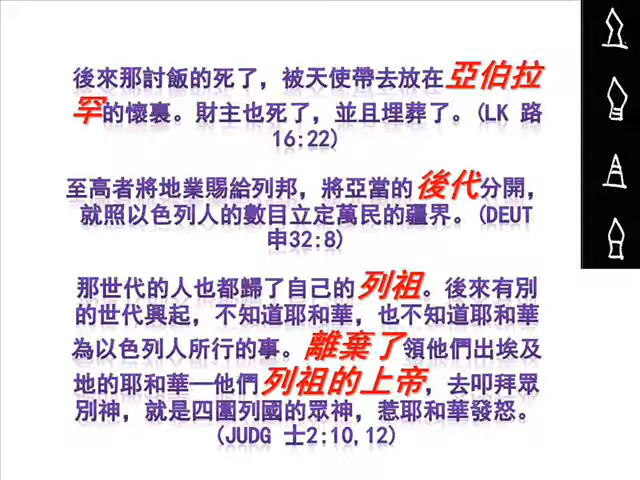 後來那討飯的死了，被天使帶去放在亞伯拉
罕的懷裏。財主也死了，並且埋葬了。(LK 路
16:22)
至高者將地業賜給列邦，將亞當的後代分開，
就照以色列人的數目立定萬民的疆界。(DEUT
申32:8)
那世代的人也都歸了自己的列祖。後來有別
的世代興起，不知道耶和華，也不知道耶和華
為以色列人所行的事。離棄了領他們出埃及
地的耶和華—他們列祖的上帝，去叩拜眾
別神，就是四圍列國的眾神，惹耶和華發怒。
(JUDG 士2:10,12)